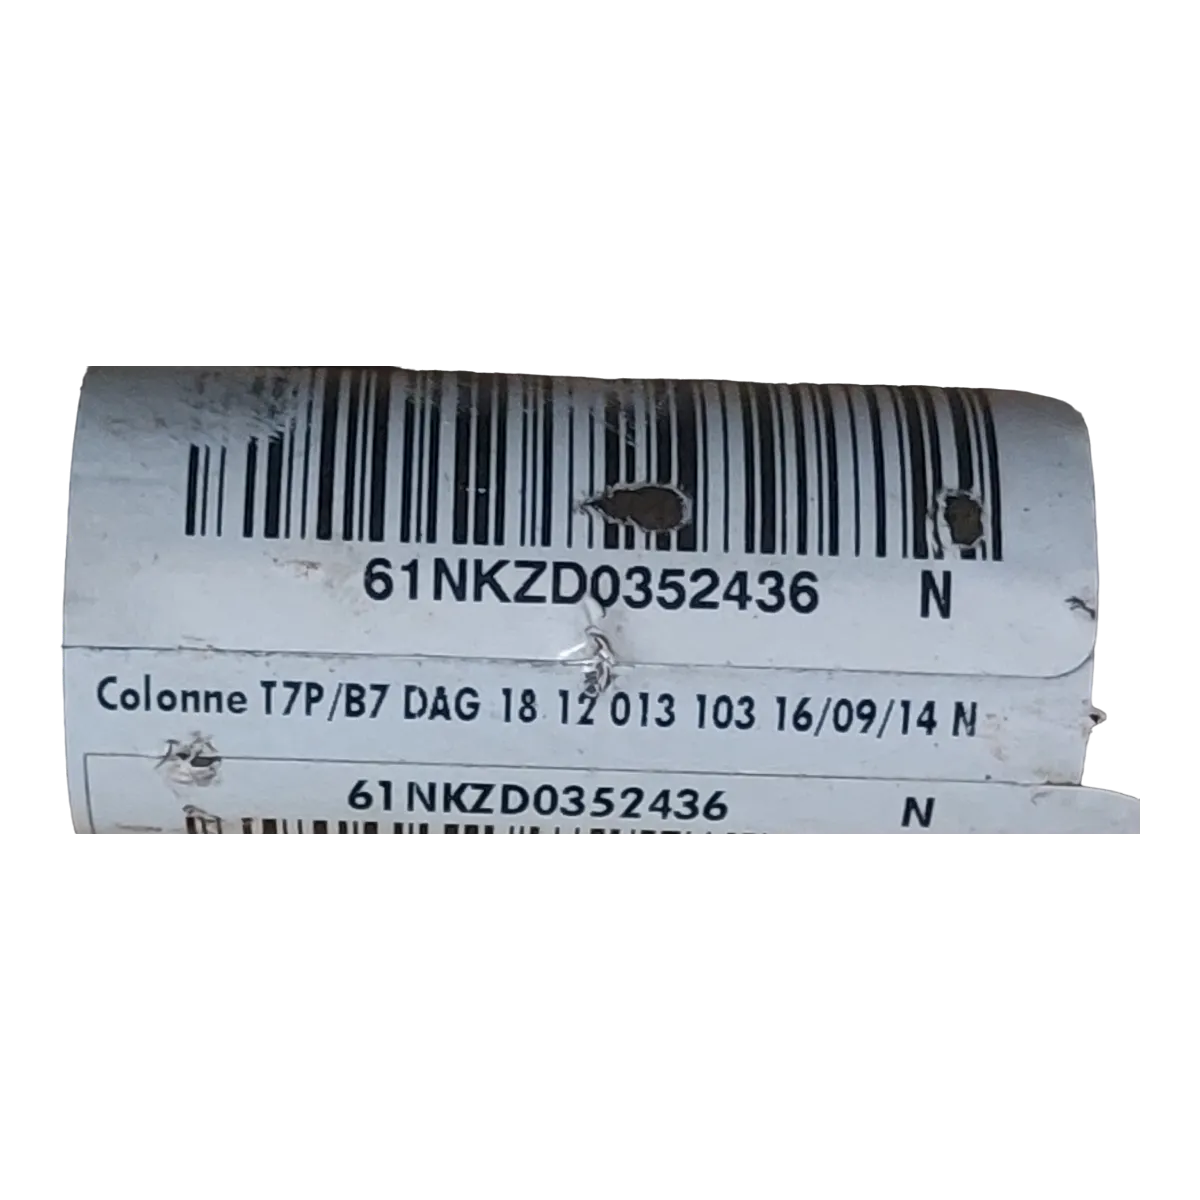 61NKZD0352436 N
Colonne T7P/B7 DAG 18 12 013 103 16/09/14 N
61NKZD0352436 N